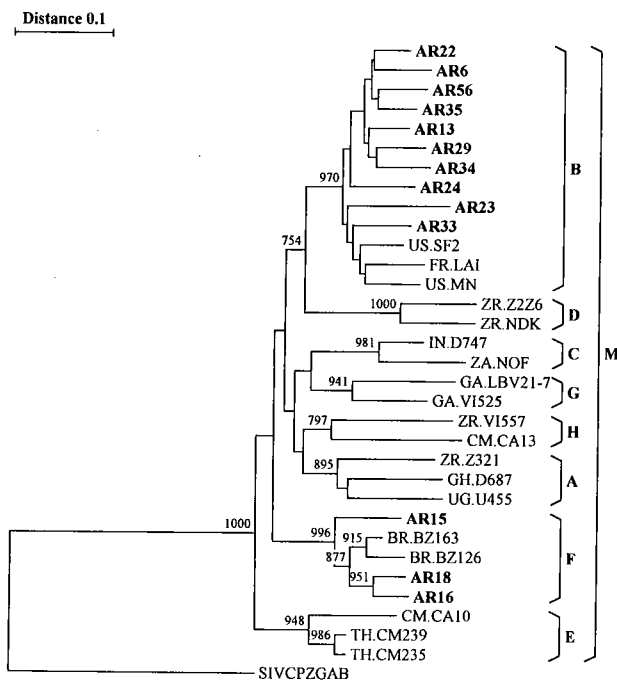 Distance 0.1
AR22
AR6
AR56
AR35
AR13
AR29
AR34
AR24
AR23
AR33
US.SF2
FR.LAI
US.MN
ZR.Z2Z6
ZR.NDK
IN.D747
ZA.NOF
GA.LBV21-7
GA.VI525
ZR.VI557
CM.CA13
ZR.Z321
GH.D687
UG.U455
AR15
BR.BZ163
BR.BZ126
AR18
AR16
CM.CA10
TH.CM239
TH.CM235
SIVCPZGAB
970
754
1000
981
941
797
895
1000
996
915
877
951
948
986
B
D
C
G
H
A
F
E
M